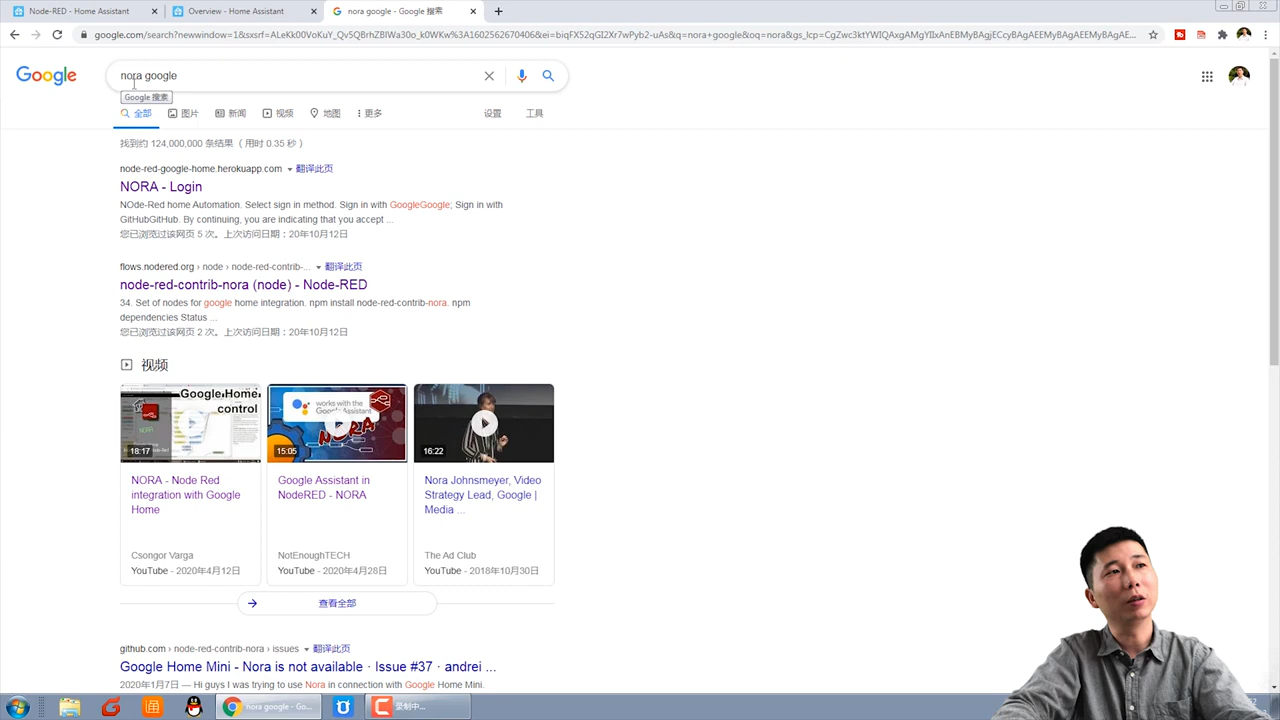 Node-RED - Home Assistant
Overview - Home Assistant
nora google - Google 搜索
google.com/search?newwindow=1&sxsrf=ALeKk00VoKuY_Qv5QBrhZBlWa30o_k0WKw%3A1602562670406&ei=biqFX52qGI2Xr7wPyb2-uAs&q=nora+google&oq=nora&gs_lcp=CgZwc3ktYWIQAxgAMgYIIxAnEBMyBAgjECcyBAgAEEMyBAgAEEMyBAgAEEMyBAgAEEMyBAgAEE...
Google
nora google
Google 搜索
全部
图片
新闻
视频
地图
更多
设置
工具
找到约 124,000,000 条结果 （用时 0.35 秒）
node-red-google-home.herokuapp.com 翻译此页
NORA - Login
NOde-Red home Automation. Select sign in method. Sign in with GoogleGoogle; Sign in with
GitHubGitHub. By continuing, you are indicating that you accept ...
您已浏览过该网页 5 次。上次访问日期：20年10月12日
flows.nodered.org › node › node-red-contrib-... 翻译此页
node-red-contrib-nora (node) - Node-RED
34. Set of nodes for google home integration. npm install node-red-contrib-nora. npm
dependencies Status ...
您已浏览过该网页 2 次。上次访问日期：20年10月12日
视频
Google Home
control
18:17
works with the
Google Assistant
NORA
15:05
16:22
NORA - Node Red
integration with Google
Home
Csongor Varga
YouTube - 2020年4月12日
Google Assistant in
NodeRED - NORA
NotEnoughTECH
YouTube - 2020年4月28日
Nora Johnsmeyer, Video
Strategy Lead, Google |
Media ...
The Ad Club
YouTube - 2018年10月30日
查看全部
github.com › node-red-contrib-nora › issues 翻译此页
Google Home Mini - Nora is not available · Issue #37 · andrei ...
2020年1月7日 — Hi guys I was trying to use Nora in connection with Google Home Mini.
nora google - Go...
录制中...